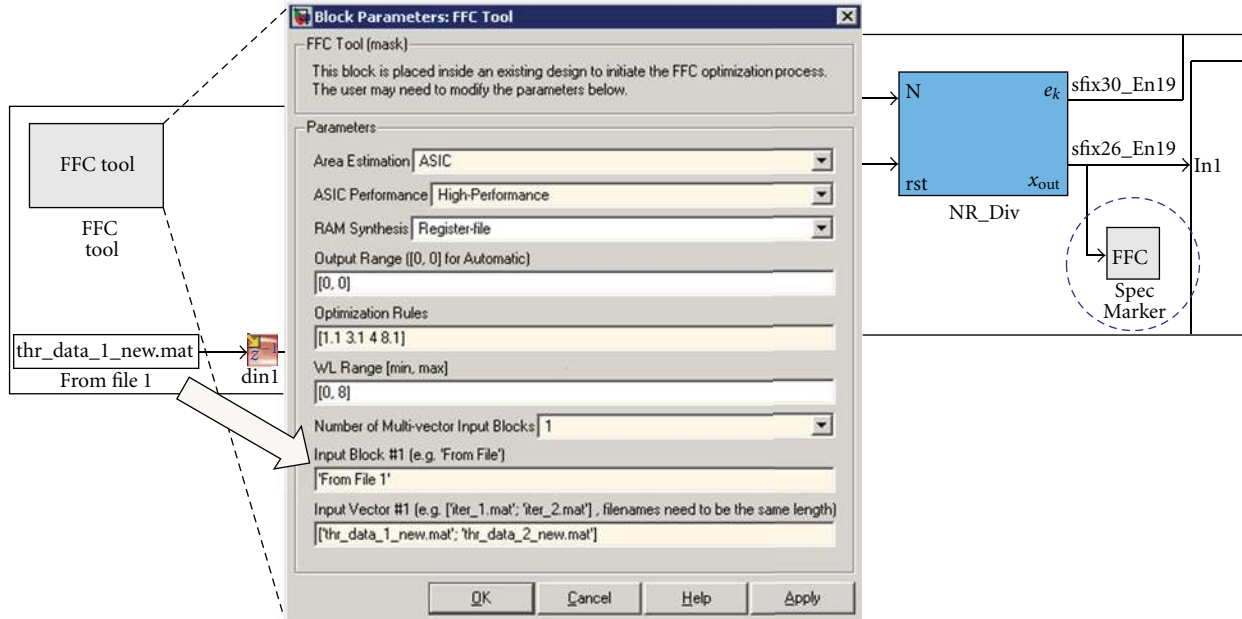 FFC tool
FFC
tool
thr_data_1_new.mat
From file 1
z⁻¹
din1
Block Parameters: FFC Tool
FFC Tool (mask)
This block is placed inside an existing design to initiate the FFC optimization process.
The user may need to modify the parameters below.
Parameters
Area Estimation ASIC
ASIC Performance High-Performance
RAM Synthesis Register-file
Output Range ([0, 0] for Automatic)
[0, 0]
Optimization Rules
[1.1 3.1 4 8.1]
WL Range [min, max]
[0, 8]
Number of Multi-vector Input Blocks 1
Input Block #1 (e.g. 'From File')
'From File 1'
Input Vector #1 (e.g. ['iter_1.mat'; 'iter_2.mat'] , filenames need to be the same length)
['thr_data_1_new.mat'; 'thr_data_2_new.mat']
OK Cancel Help Apply
N
e_k
sfix30_En19
rst
x_out
sfix26_En19
In1
NR_Div
FFC
Spec
Marker